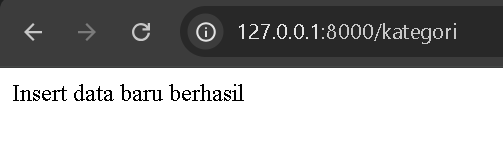 127.0.0.1:8000/kategori
Insert data baru berhasil